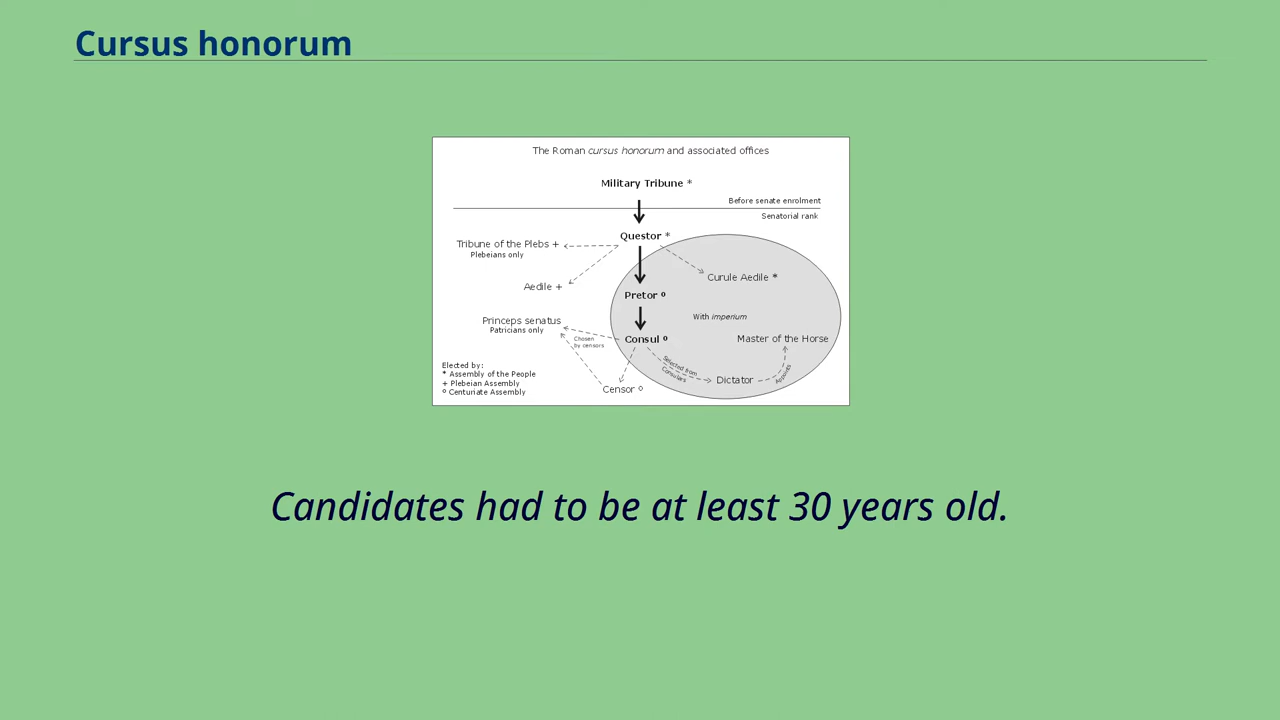 Cursus honorum
The Roman cursus honorum and associated offices
Military Tribune *
Before senate enrolment
Senatorial rank
Questor *
Tribune of the Plebs +
Plebeians only
Curule Aedile *
Aedile +
Pretor º
With imperium
Princeps senatus
Patricians only
Chosen
by censors
Consul º
Master of the Horse
Selected from
Consulars
Appoints
Dictator
Censor º
Elected by:
* Assembly of the People
+ Plebeian Assembly
º Centuriate Assembly
Candidates had to be at least 30 years old.